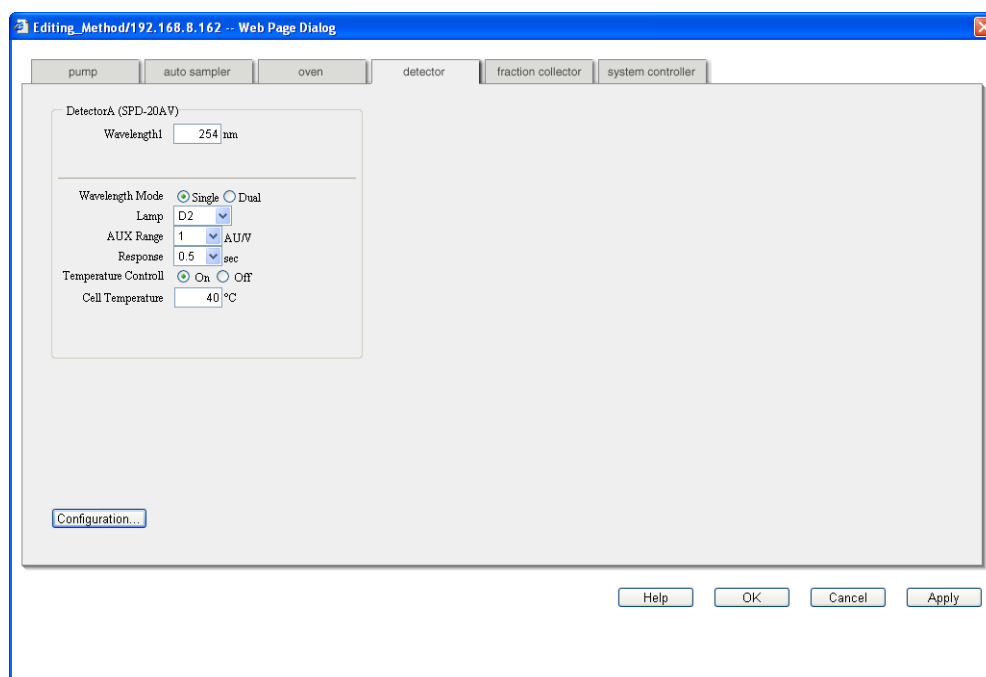 Editing_Method/192.168.8.162 -- Web Page Dialog
pump auto sampler oven detector fraction collector system controller
DetectorA (SPD-20AV)
Wavelength1 254 nm
Wavelength Mode Single Dual
Lamp D2
AUX Range 1 AU/V
Response 0.5 sec
Temperature Controll On Off
Cell Temperature 40 °C
Configuration...
Help OK Cancel Apply